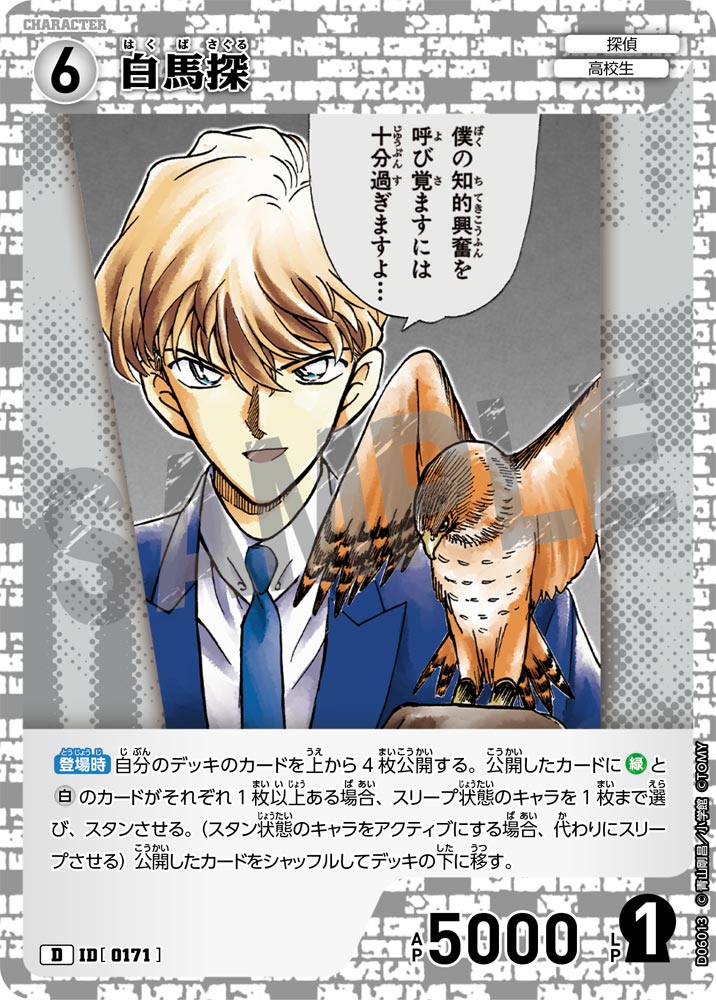 CHARACTER
6
はくばさぐる
白馬探
探偵
高校生
僕の知的興奮を
呼び覚ますには
十分過ぎますよ…
SAMPLE
登場時 自分のデッキのカードを上から4枚公開する。公開したカードに緑と
白のカードがそれぞれ1枚以上ある場合、スリープ状態のキャラを1枚まで選
び、スタンさせる。（スタン状態のキャラをアクティブにする場合、代わりにスリー
プさせる）公開したカードをシャッフルしてデッキの下に移す。
D ID[ 0171 ]
AP 5000 LP 1
D06013 ©青山剛昌／小学館 ©TOMY